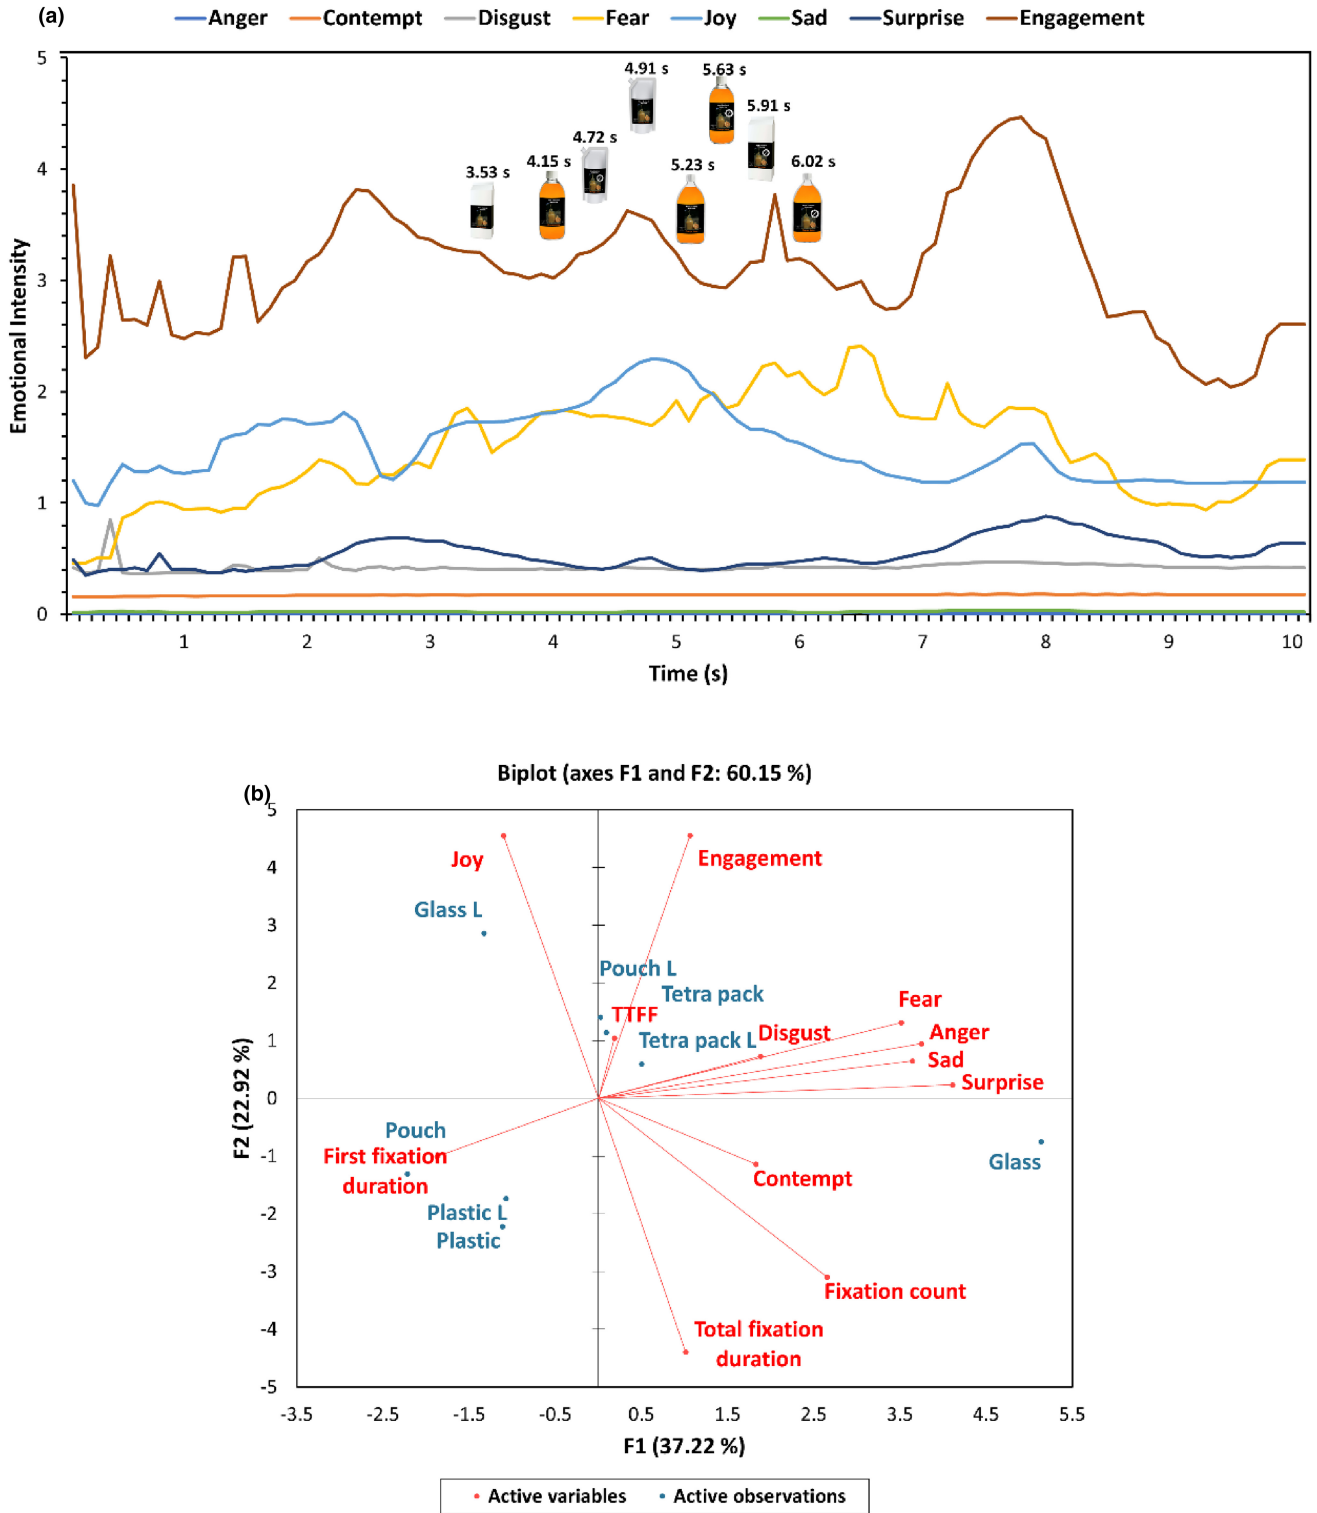 (a)
Anger Contempt Disgust Fear Joy Sad Surprise Engagement
5
4
3
2
1
0
Emotional Intensity
4.91 s 5.63 s
5.91 s
4.72 s
4.15 s
3.53 s
5.23 s
6.02 s
1 2 3 4 5 6 7 8 9 10
Time (s)
Biplot (axes F1 and F2: 60.15 %)
(b)
5
4
3
2
1
0
-1
-2
-3
-4
-5
F2 (22.92 %)
Joy
Engagement
Glass L
Pouch L
Tetra pack
TTFF
Fear
Disgust
Anger
Tetra pack L
Sad
Surprise
Pouch
First fixation
duration
Glass
Contempt
Plastic L
Plastic
Fixation count
Total fixation
duration
-3.5 -2.5 -1.5 -0.5 0.5 1.5 2.5 3.5 4.5 5.5
F1 (37.22 %)
Active variables Active observations